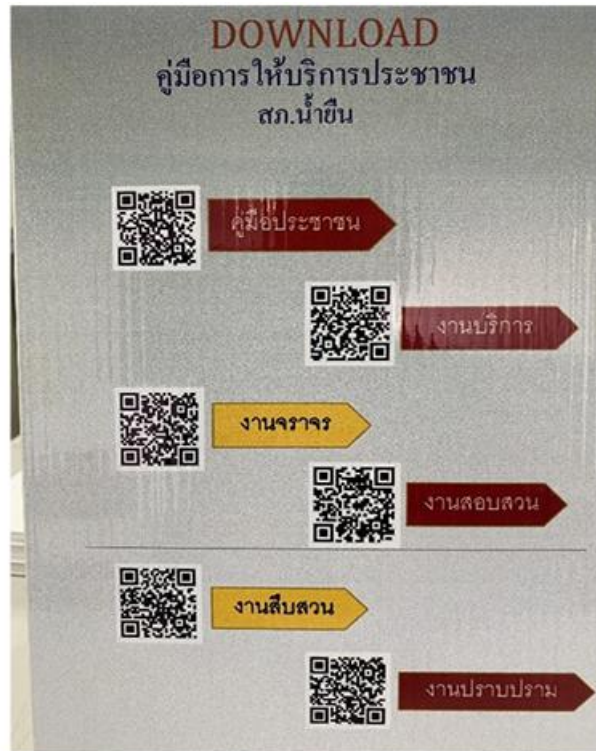 DOWNLOAD
คู่มือการให้บริการประชาชน
สภ.น้ำยืน
คู่มือประชาชน
งานบริการ
งานจราจร
งานสอบสวน
งานสืบสวน
งานปราบปราม